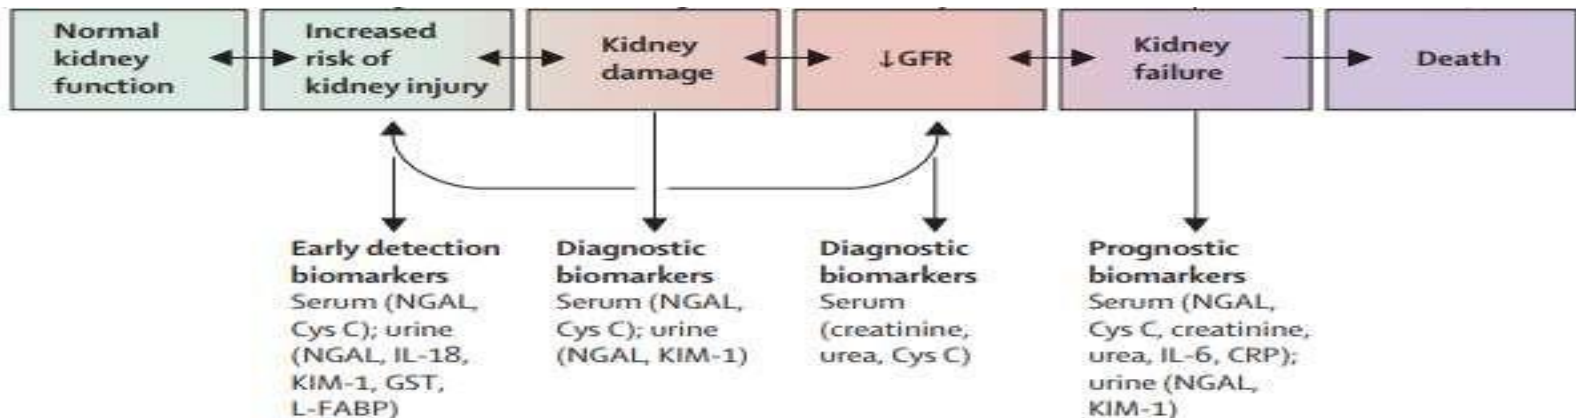 Normal
kidney
function
Increased
risk of
kidney injury
Kidney
damage
↓GFR
Kidney
failure
Death
Early detection
biomarkers
Serum (NGAL,
Cys C); urine
(NGAL, IL-18,
KIM-1, GST,
L-FABP)
Diagnostic
biomarkers
Serum (NGAL,
Cys C); urine
(NGAL, KIM-1)
Diagnostic
biomarkers
Serum
(creatinine,
urea, Cys C)
Prognostic
biomarkers
Serum (NGAL,
Cys C, creatinine,
urea, IL-6, CRP);
urine (NGAL,
KIM-1)